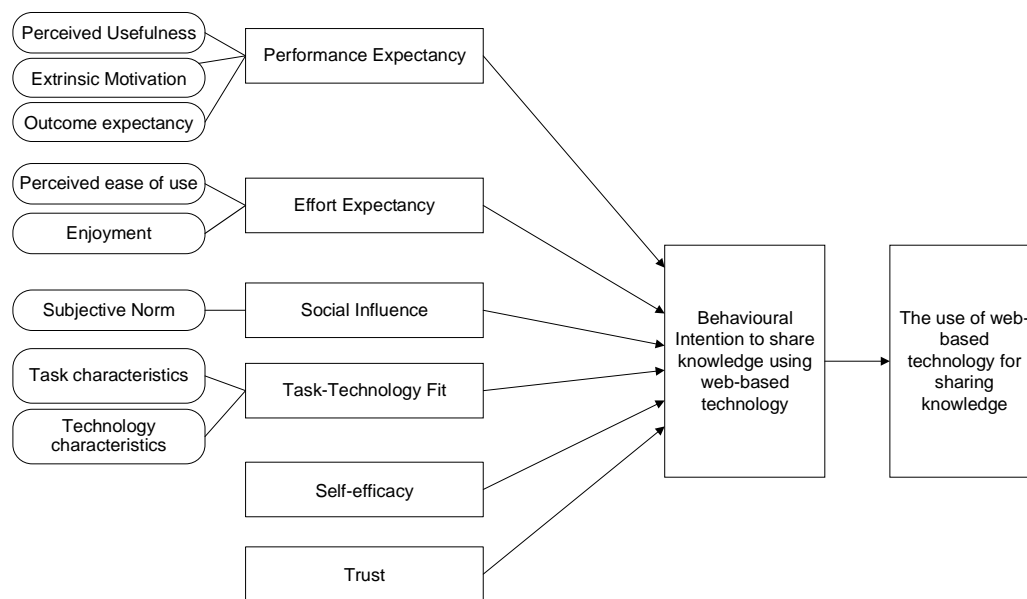 Perceived Usefulness
Extrinsic Motivation
Outcome expectancy
Performance Expectancy
Perceived ease of use
Enjoyment
Effort Expectancy
Subjective Norm
Social Influence
Task characteristics
Technology
characteristics
Task-Technology Fit
Self-efficacy
Trust
Behavioural
Intention to share
knowledge using
web-based
technology
The use of web-
based
technology for
sharing
knowledge